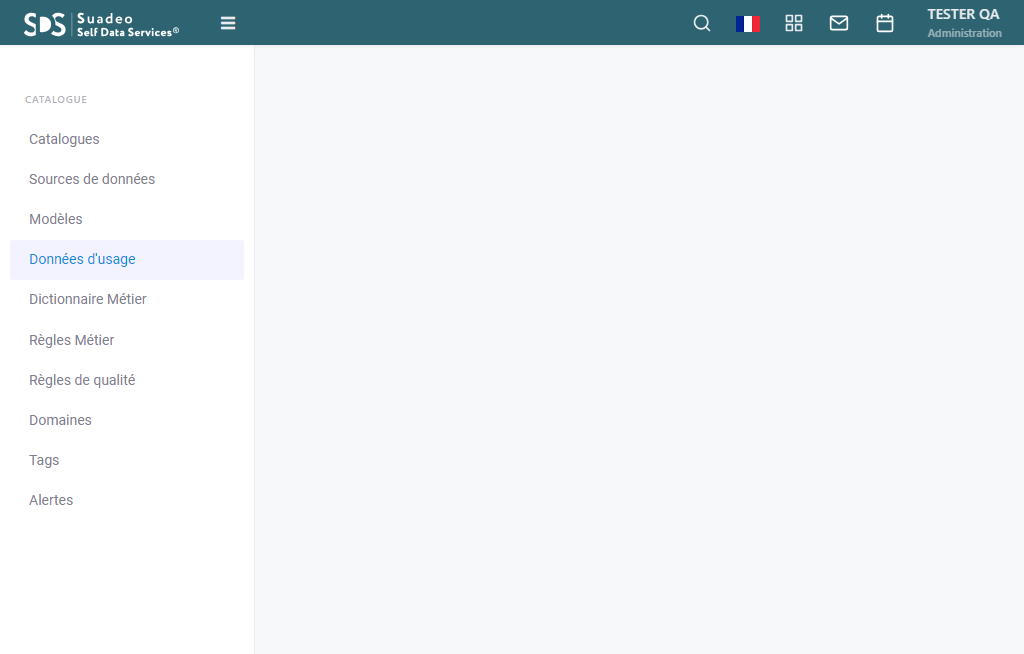 SDS Suadeo
Self Data Services®
TESTER QA
Administration
CATALOGUE
Catalogues
Sources de données
Modèles
Données d'usage
Dictionnaire Métier
Règles Métier
Règles de qualité
Domaines
Tags
Alertes